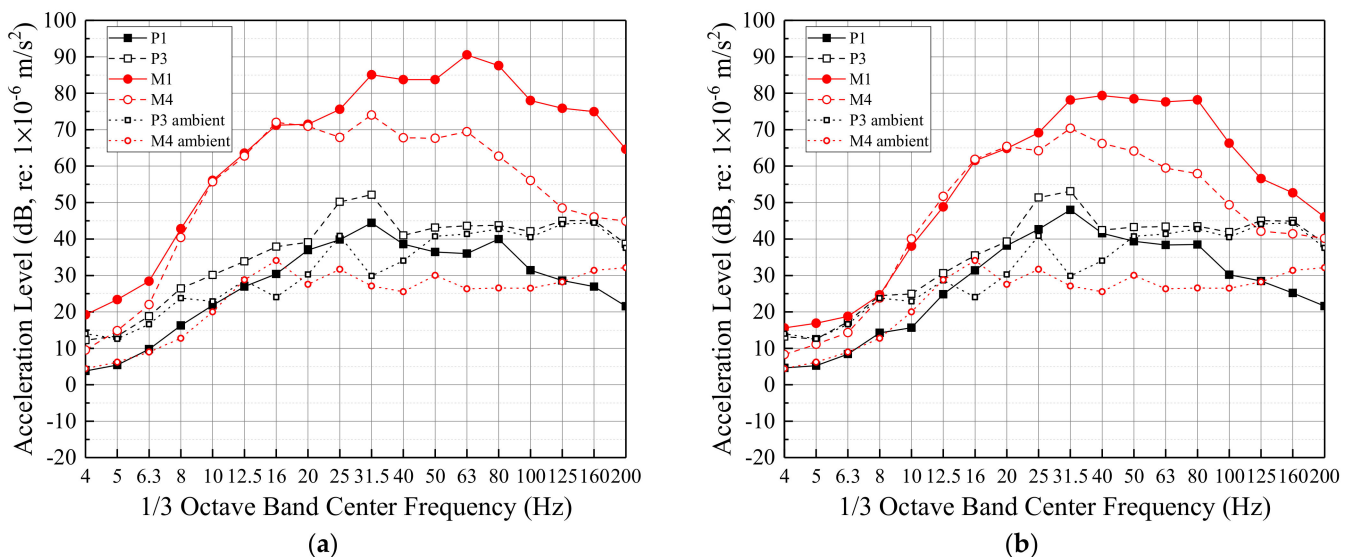 100
90
80
70
60
50
40
30
20
10
0
-10
-20
Acceleration Level (dB, re: 1×10⁻⁶ m/s²)
P1
P3
M1
M4
P3 ambient
M4 ambient
4 5 6.3 8 10 12.5 16 20 25 31.5 40 50 63 80 100 125 160 200
1/3 Octave Band Center Frequency (Hz)
(a)
100
90
80
70
60
50
40
30
20
10
0
-10
-20
Acceleration Level (dB, re: 1×10⁻⁶ m/s²)
P1
P3
M1
M4
P3 ambient
M4 ambient
4 5 6.3 8 10 12.5 16 20 25 31.5 40 50 63 80 100 125 160 200
1/3 Octave Band Center Frequency (Hz)
(b)